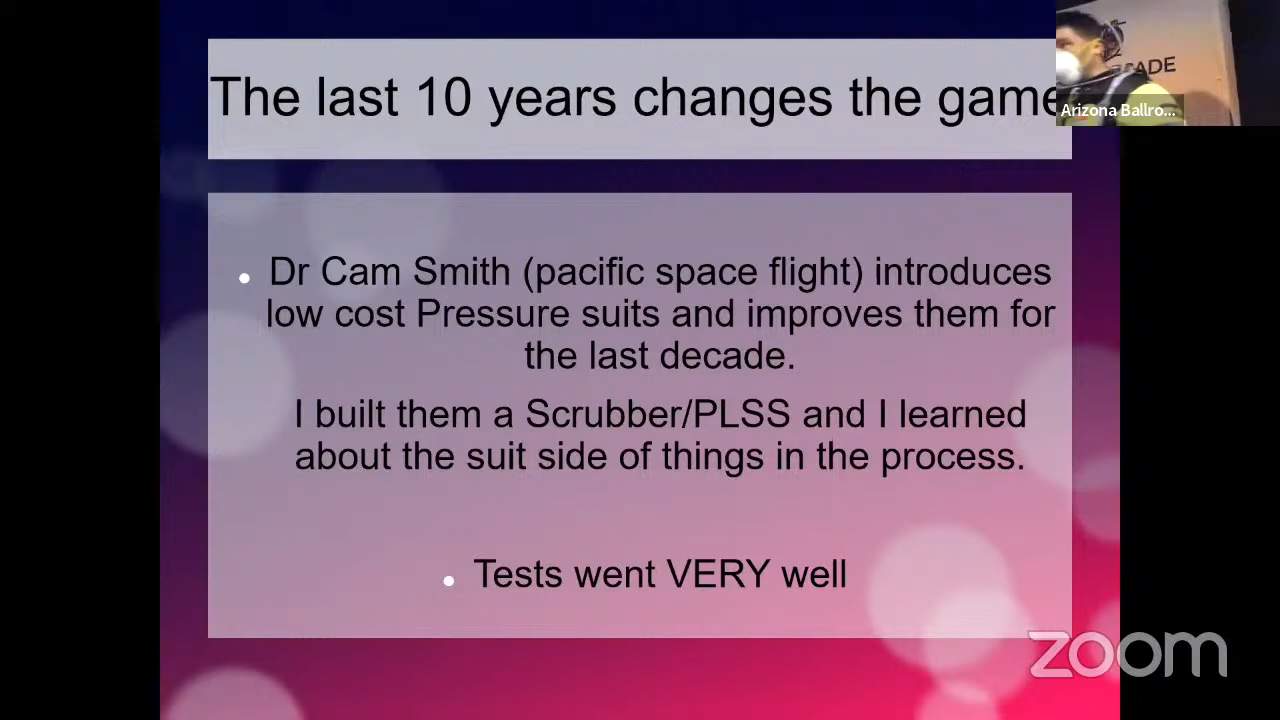 The last 10 years changes the game
Arizona Ballro...
Dr Cam Smith (pacific space flight) introduces
low cost Pressure suits and improves them for
the last decade.
I built them a Scrubber/PLSS and I learned
about the suit side of things in the process.
Tests went VERY well
zoom